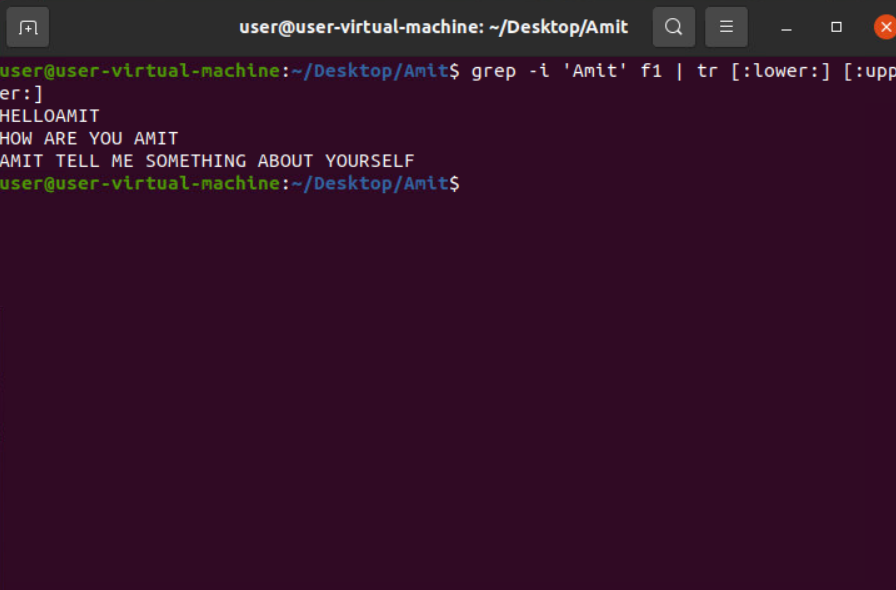 user@user-virtual-machine: ~/Desktop/Amit
user@user-virtual-machine:~/Desktop/Amit$ grep -i 'Amit' f1 | tr [:lower:] [:upp
er:]
HELLOAMIT
HOW ARE YOU AMIT
AMIT TELL ME SOMETHING ABOUT YOURSELF
user@user-virtual-machine:~/Desktop/Amit$